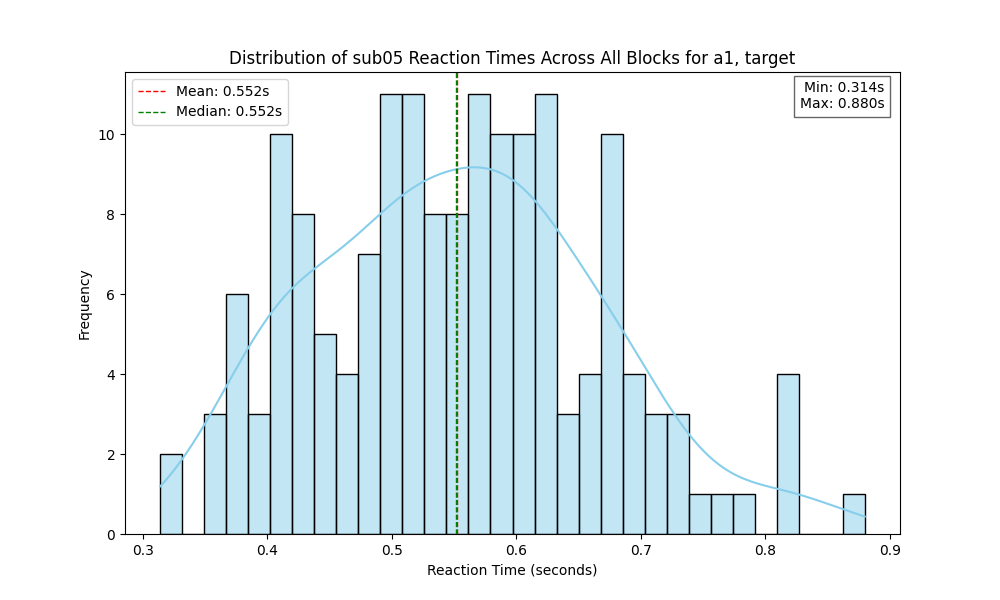 Distribution of sub05 Reaction Times Across All Blocks for a1, target
Mean: 0.552s
Median: 0.552s
Min: 0.314s
Max: 0.880s
Frequency
10
8
6
4
2
0
0.3 0.4 0.5 0.6 0.7 0.8 0.9
Reaction Time (seconds)